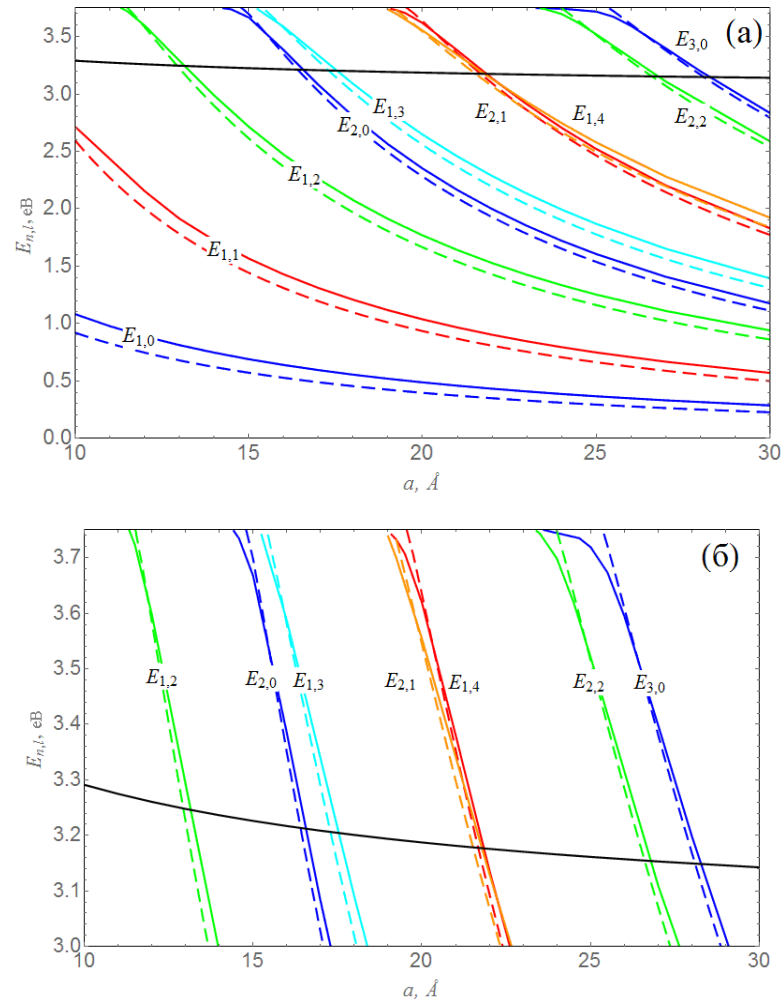 (а)
3.5
3.0
2.5
2.0
1.5
1.0
0.5
0.0
E_{n,l}, eВ
E_{3,0}
E_{1,3}
E_{2,0}
E_{2,1}
E_{1,4}
E_{2,2}
E_{1,2}
E_{1,1}
E_{1,0}
10 15 20 25 30
a, Å
(б)
3.7
3.6
3.5
3.4
3.3
3.2
3.1
3.0
E_{n,l}, eВ
E_{1,2} E_{2,0} E_{1,3} E_{2,1} E_{1,4} E_{2,2} E_{3,0}
10 15 20 25 30
a, Å